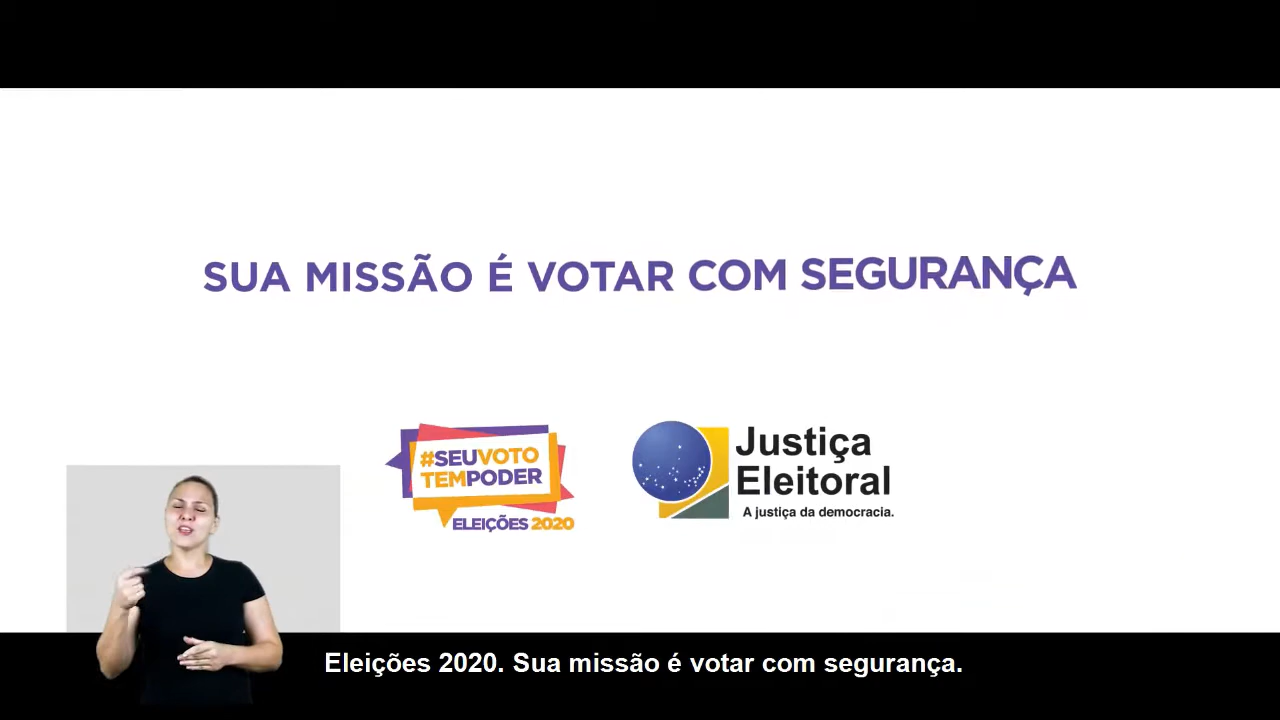 SUA MISSÃO É VOTAR COM SEGURANÇA
#SEUVOTO
TEMPODER
ELEIÇÕES 2020
Justiça
Eleitoral
A justiça da democracia.
Eleições 2020. Sua missão é votar com segurança.